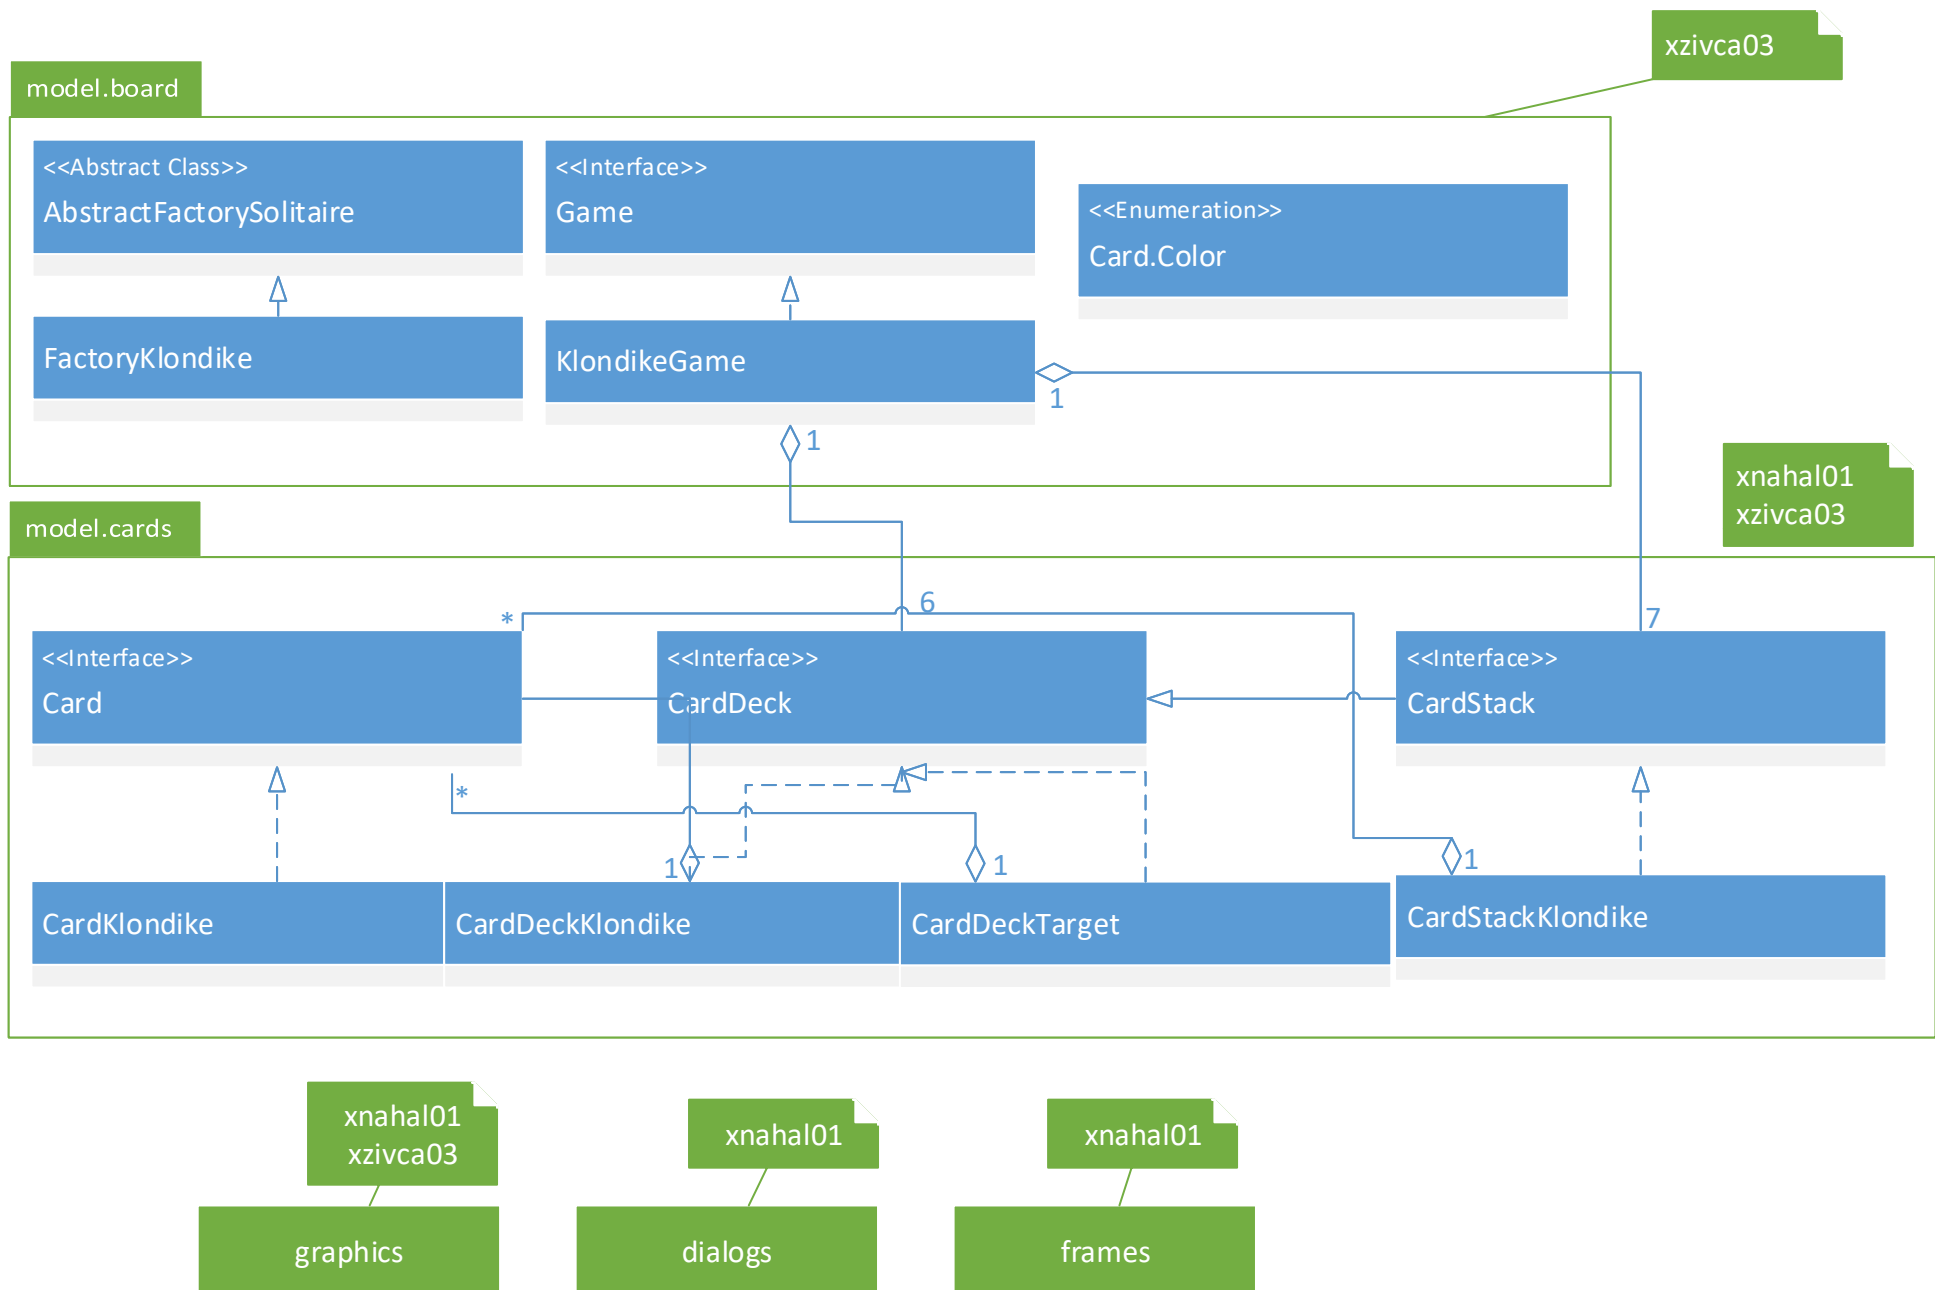 xzivca03
model.board
<<Abstract Class>>
AbstractFactorySolitaire
<<Interface>>
Game
<<Enumeration>>
Card.Color
FactoryKlondike
KlondikeGame
1
1
xnahal01
xzivca03
model.cards
*
6
7
<<Interface>>
Card
<<Interface>>
CardDeck
<<Interface>>
CardStack
*
1
1
1
CardKlondike
CardDeckKlondike
CardDeckTarget
CardStackKlondike
xnahal01
xzivca03
xnahal01
xnahal01
graphics
dialogs
frames